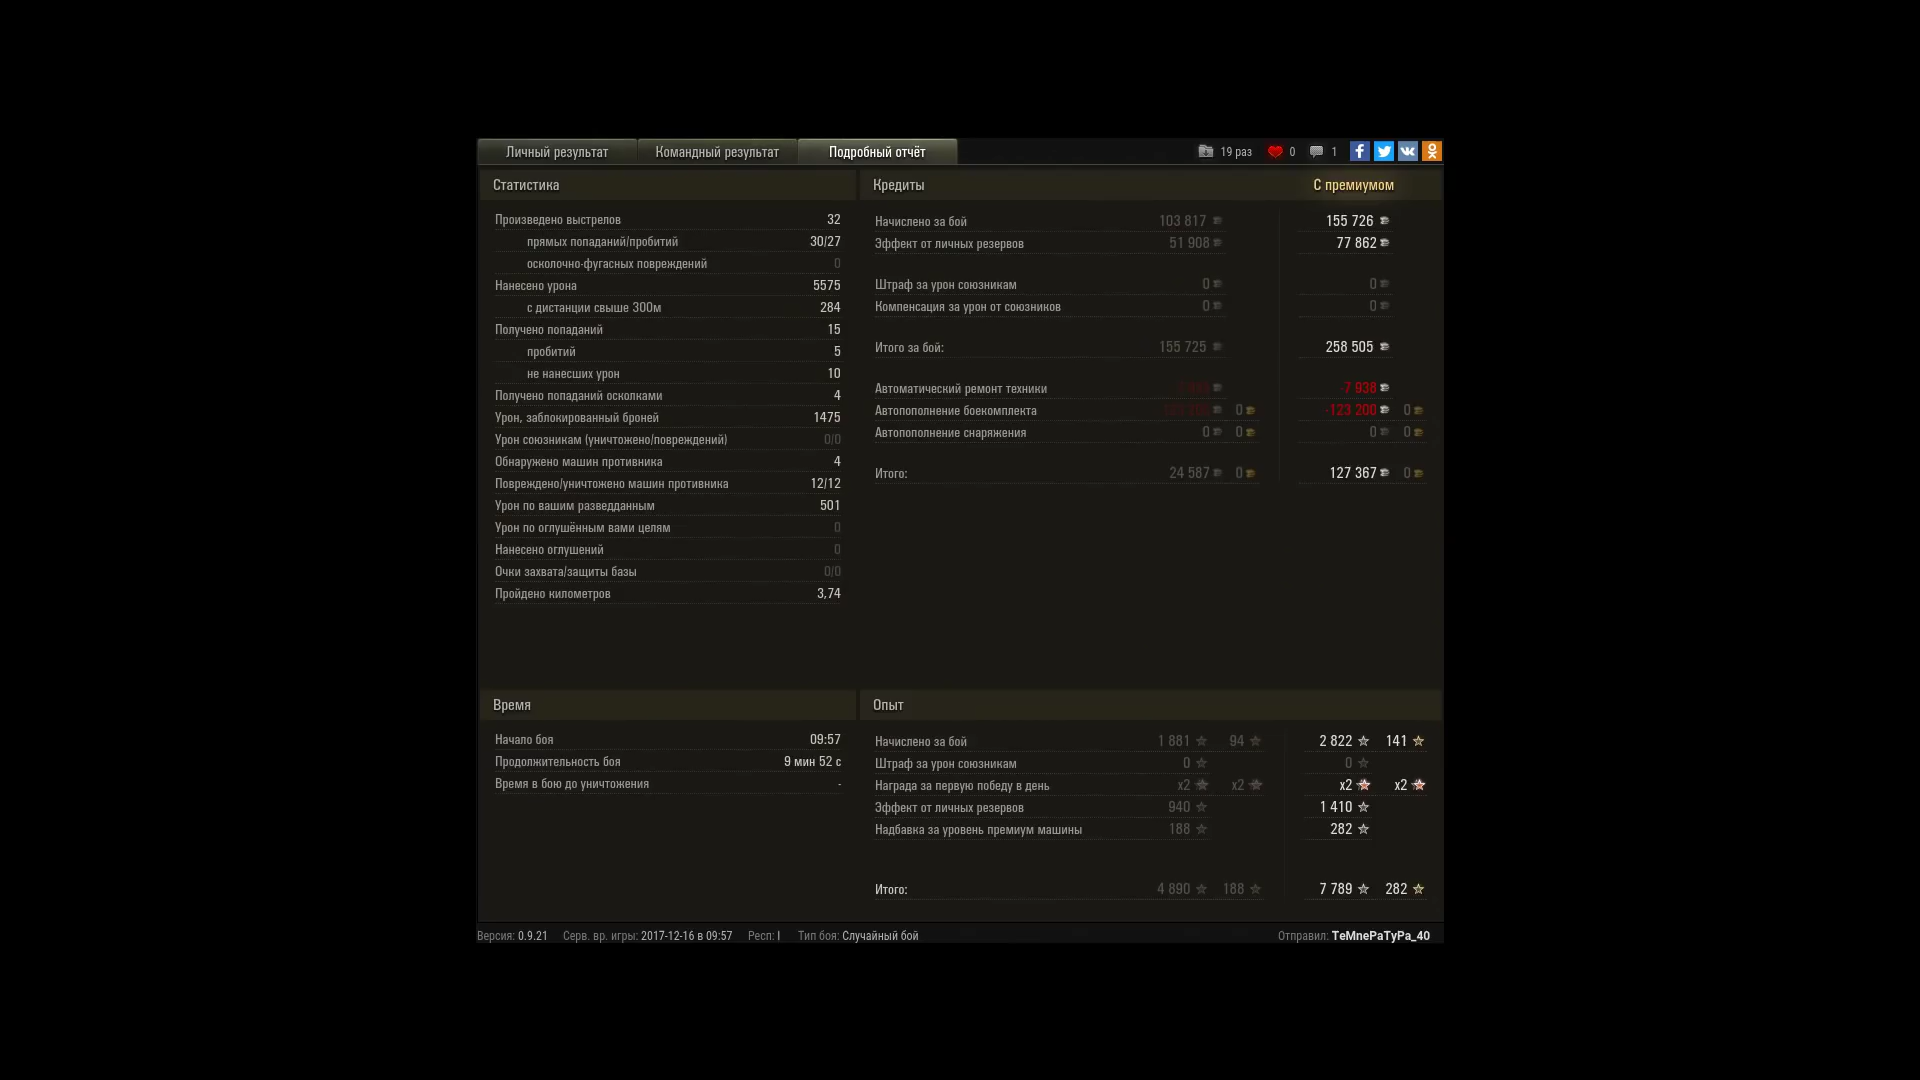 Личный результат Командный результат Подробный отчёт 19 раз 0 1
Статистика
Произведено выстрелов 32
прямых попаданий/пробитий 30/27
осколочно-фугасных повреждений 0
Нанесено урона 5575
с дистанции свыше 300м 284
Получено попаданий 15
пробитий 5
не нанесших урон 10
Получено попаданий осколками 4
Урон, заблокированный броней 1475
Урон союзникам (уничтожено/повреждений) 0/0
Обнаружено машин противника 4
Повреждено/уничтожено машин противника 12/12
Урон по вашим разведданным 501
Урон по оглушённым вами целям 0
Нанесено оглушений 0
Очки захвата/защиты базы 0/0
Пройдено километров 3,74
Кредиты С премиумом
Начислено за бой 103 817 155 726
Эффект от личных резервов 51 908 77 862
Штраф за урон союзникам 0 0
Компенсация за урон от союзников 0 0
Итого за бой: 155 725 258 505
Автоматический ремонт техники -7 938
Автопополнение боекомплекта 0 -123 200 0
Автопополнение снаряжения 0 0 0 0
Итого: 24 587 0 127 367 0
Время
Начало боя 09:57
Продолжительность боя 9 мин 52 с
Время в бою до уничтожения -
Опыт
Начислено за бой 1 881 94 2 822 141
Штраф за урон союзникам 0 0
Награда за первую победу в день x2 x2 x2 x2
Эффект от личных резервов 940 1 410
Надбавка за уровень премиум машины 188 282
Итого: 4 890 188 7 789 282
Версия: 0.9.21 Серв. вр. игры: 2017-12-16 в 09:57 Респ: I Тип боя: Случайный бой Отправил: TeMnePaTyPa_40